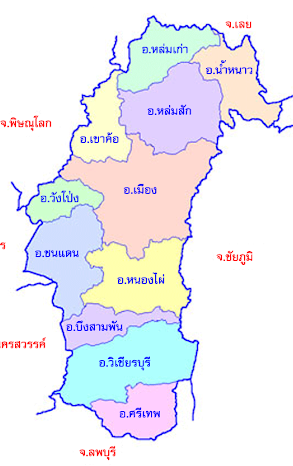 จ.เลย
อ.หล่มเก่า
อ.น้ำหนาว
อ.หล่มสัก
จ.พิษณุโลก
อ.เขาค้อ
อ.เมือง
อ.วังโป่ง
อ.ชนแดน
จ.ชัยภูมิ
อ.หนองไผ่
อ.บึงสามพัน
ครสวรรค์
อ.วิเชียรบุรี
อ.ศรีเทพ
จ.ลพบุรี